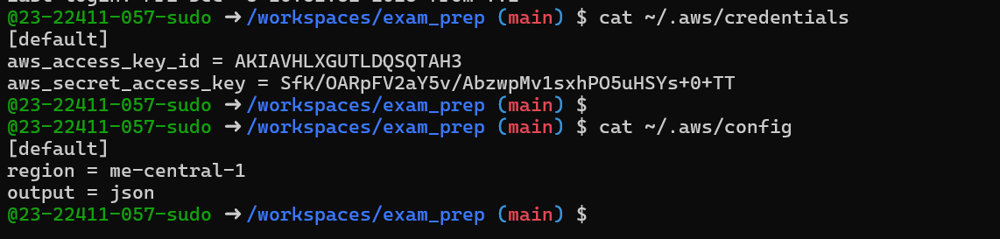 @23-22411-057-sudo ➜ /workspaces/exam_prep (main) $ cat ~/.aws/credentials
[default]
aws_access_key_id = AKIAVHLXGUTLDQSQTAH3
aws_secret_access_key = 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
@23-22411-057-sudo ➜ /workspaces/exam_prep (main) $
@23-22411-057-sudo ➜ /workspaces/exam_prep (main) $ cat ~/.aws/config
[default]
region = me-central-1
output = json
@23-22411-057-sudo ➜ /workspaces/exam_prep (main) $